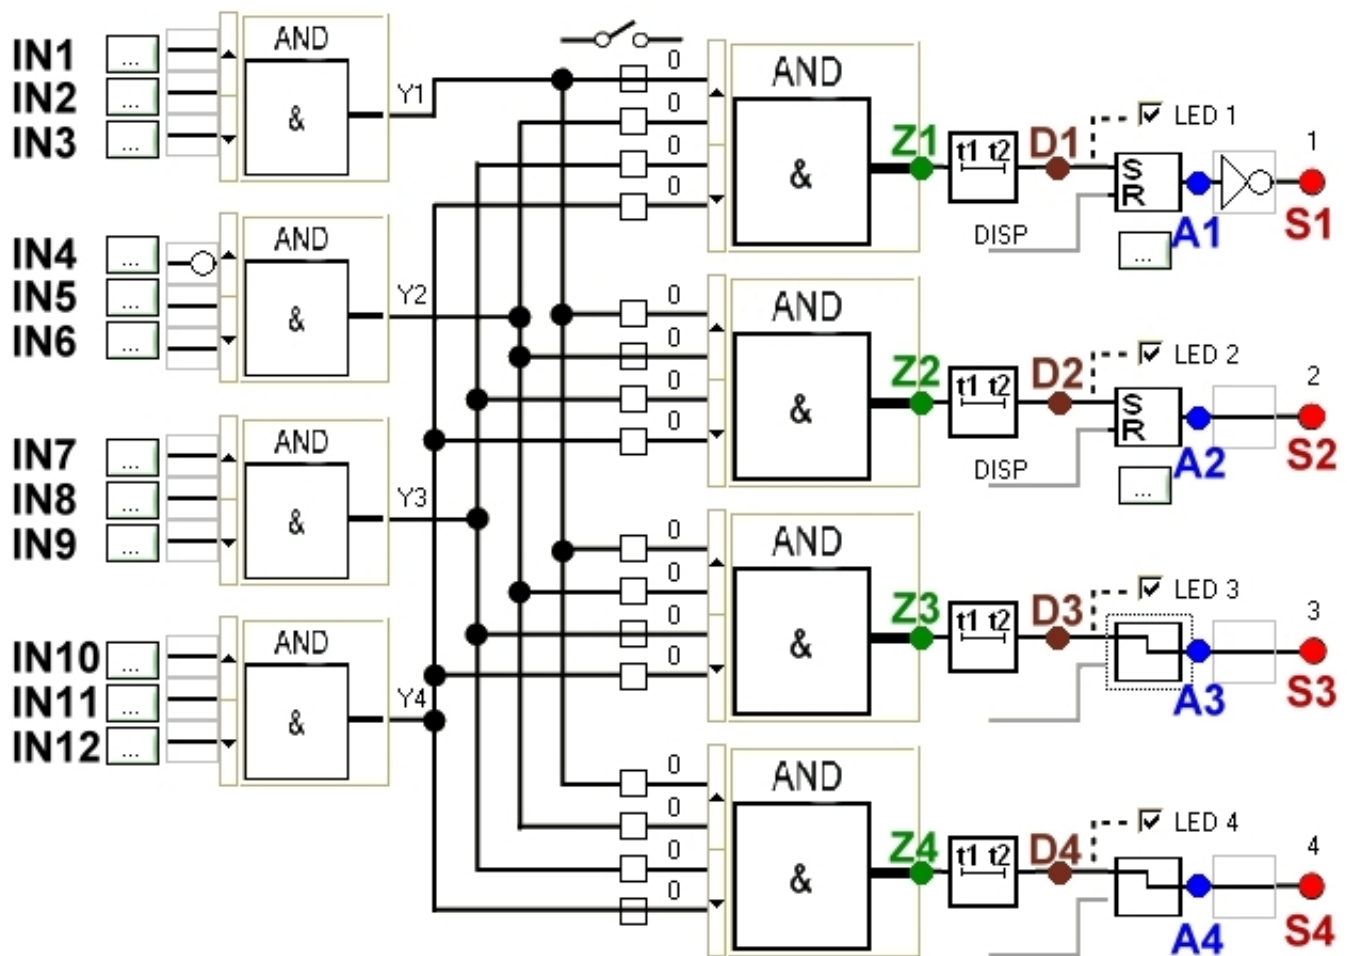 IN1 ...
IN2 ...
IN3 ...
AND
&
Y1
IN4 ...
IN5 ...
IN6 ...
AND
&
Y2
IN7 ...
IN8 ...
IN9 ...
AND
&
Y3
IN10 ...
IN11 ...
IN12 ...
AND
&
Y4
0
0
0
0
AND
&
Z1
t1 t2
D1
LED 1
DISP
S
R
...
A1
1
S1
0
0
0
0
AND
&
Z2
t1 t2
D2
LED 2
DISP
S
R
...
A2
2
S2
0
0
0
0
AND
&
Z3
t1 t2
D3
LED 3
A3
3
S3
0
0
0
0
AND
&
Z4
t1 t2
D4
LED 4
A4
4
S4